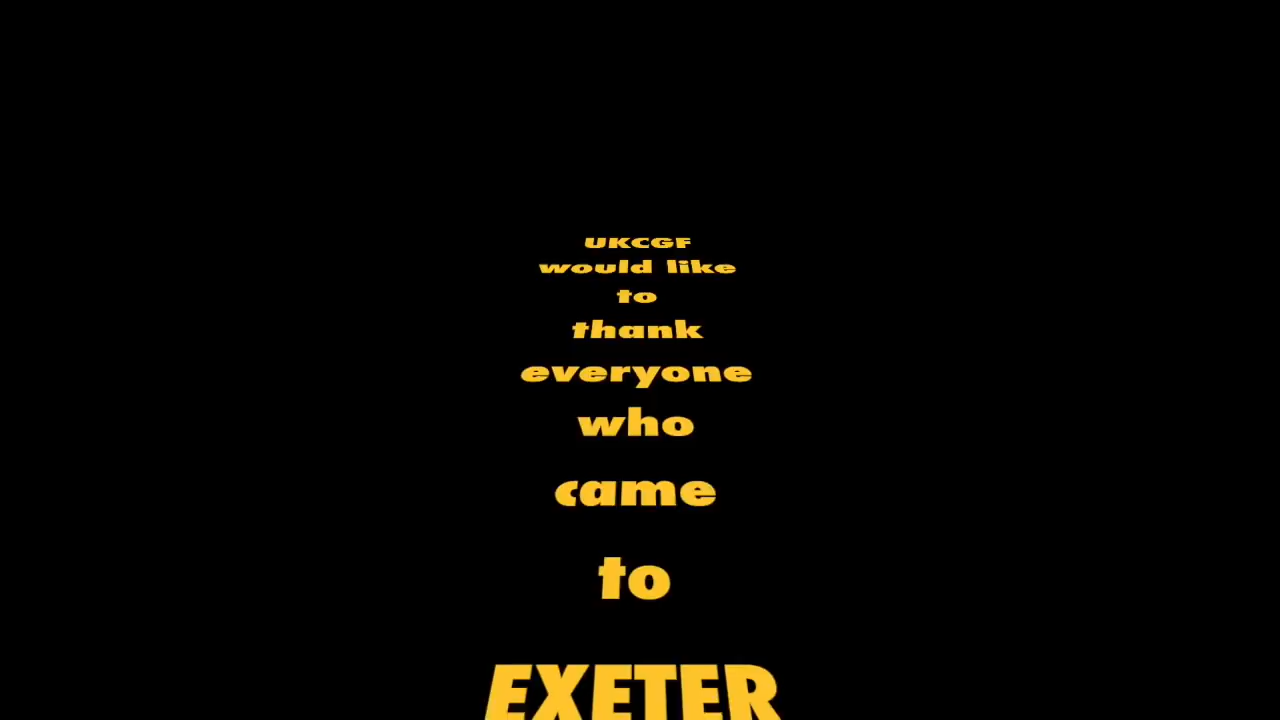 UKCGF
would like
to
thank
everyone
who
came
to
EXETER